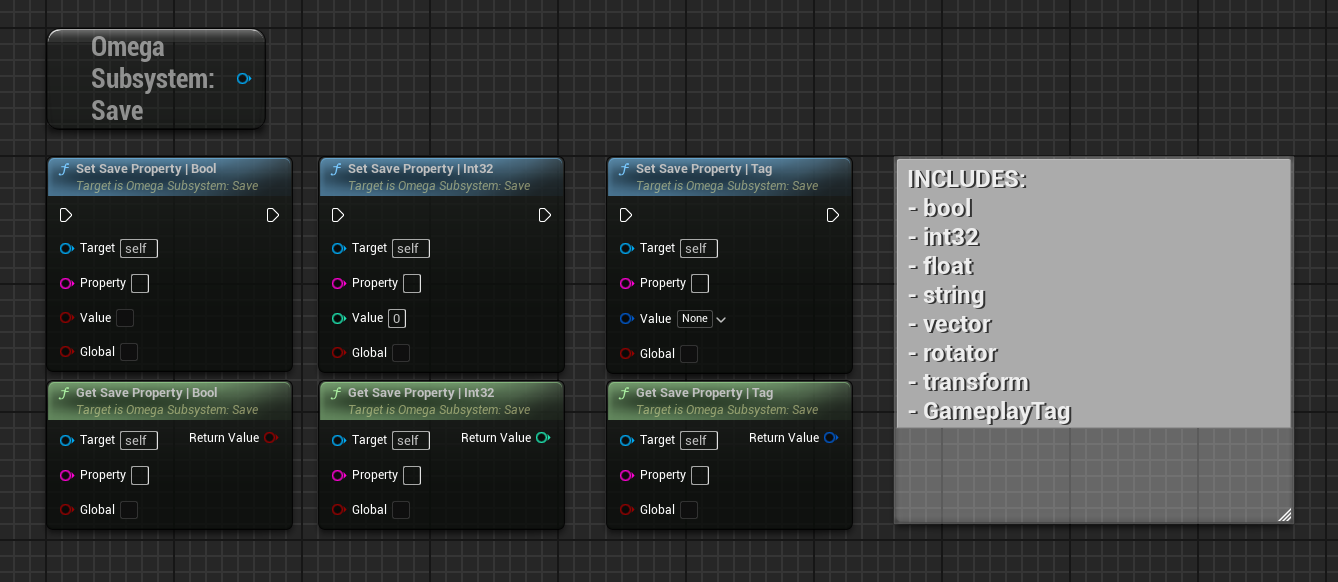 Omega
Subsystem:
Save
Set Save Property | Bool
Target is Omega Subsystem: Save
Target self
Property
Value
Global
Set Save Property | Int32
Target is Omega Subsystem: Save
Target self
Property
Value 0
Global
Set Save Property | Tag
Target is Omega Subsystem: Save
Target self
Property
Value None
Global
Get Save Property | Bool
Target is Omega Subsystem: Save
Target self Return Value
Property
Global
Get Save Property | Int32
Target is Omega Subsystem: Save
Target self Return Value
Property
Global
Get Save Property | Tag
Target is Omega Subsystem: Save
Target self Return Value
Property
Global
INCLUDES:
- bool
- int32
- float
- string
- vector
- rotator
- transform
- GameplayTag